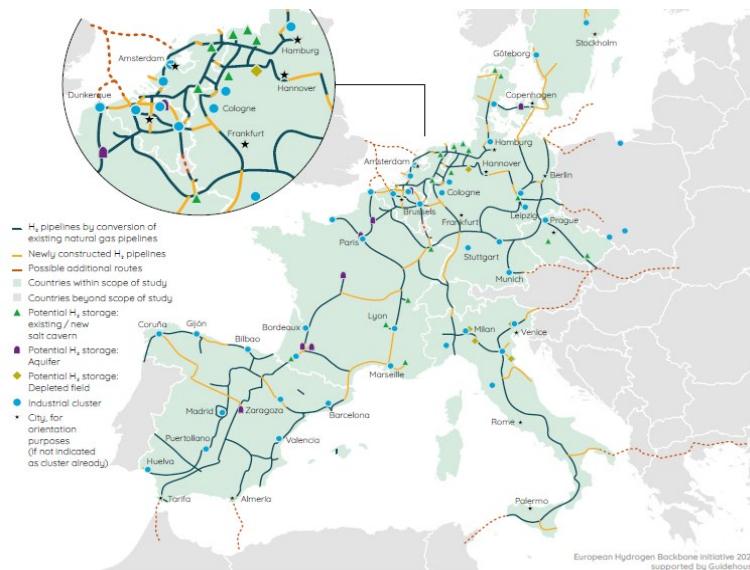 Amsterdam
Hamburg
Hannover
Dunkerque
Cologne
Frankfurt
Stockholm
Göteborg
Copenhagen
Hamburg
Amsterdam
Hannover
Berlin
Cologne
Brussels
Leipzig
Frankfurt
Prague
Paris
Stuttgart
Munich
H₂ pipelines by conversion of
existing natural gas pipelines
Newly constructed H₂ pipelines
Possible additional routes
Countries within scope of study
Countries beyond scope of study
Potential H₂ storage:
existing / new
salt cavern
Potential H₂ storage:
Aquifer
Potential H₂ storage:
Depleted field
Industrial cluster
City, for
orientation
purposes
(if not indicated
as cluster already)
Lyon
Milan
Venice
Coruña
Gijón
Bilbao
Bordeaux
Marseille
Madrid
Zaragoza
Barcelona
Puertollano
Valencia
Rome
Huelva
Tarifa
Almería
Palermo
European Hydrogen Backbone initiative 202
supported by Guidehous